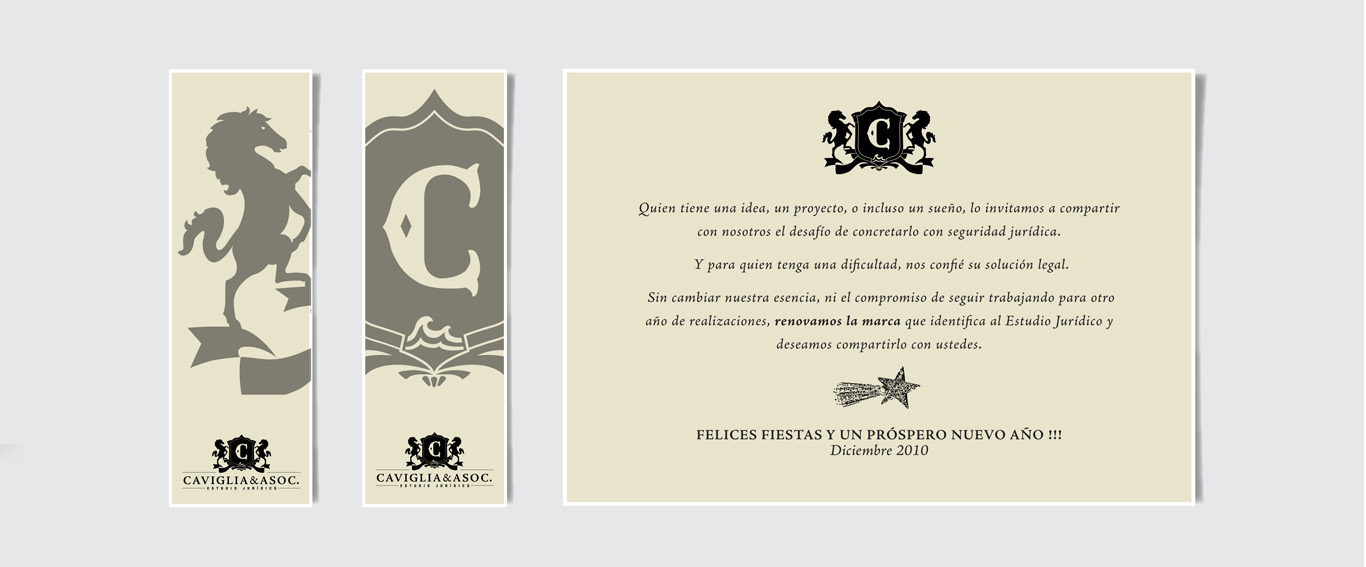 C
C
CAVIGLIA&ASOC.
ESTUDIO JURÍDICO
C
CAVIGLIA&ASOC.
ESTUDIO JURÍDICO
C
Quien tiene una idea, un proyecto, o incluso un sueño, lo invitamos a compartir
con nosotros el desafío de concretarlo con seguridad jurídica.
Y para quien tenga una dificultad, nos confié su solución legal.
Sin cambiar nuestra esencia, ni el compromiso de seguir trabajando para otro
año de realizaciones, renovamos la marca que identifica al Estudio Jurídico y
deseamos compartirlo con ustedes.
FELICES FIESTAS Y UN PRÓSPERO NUEVO AÑO !!!
Diciembre 2010